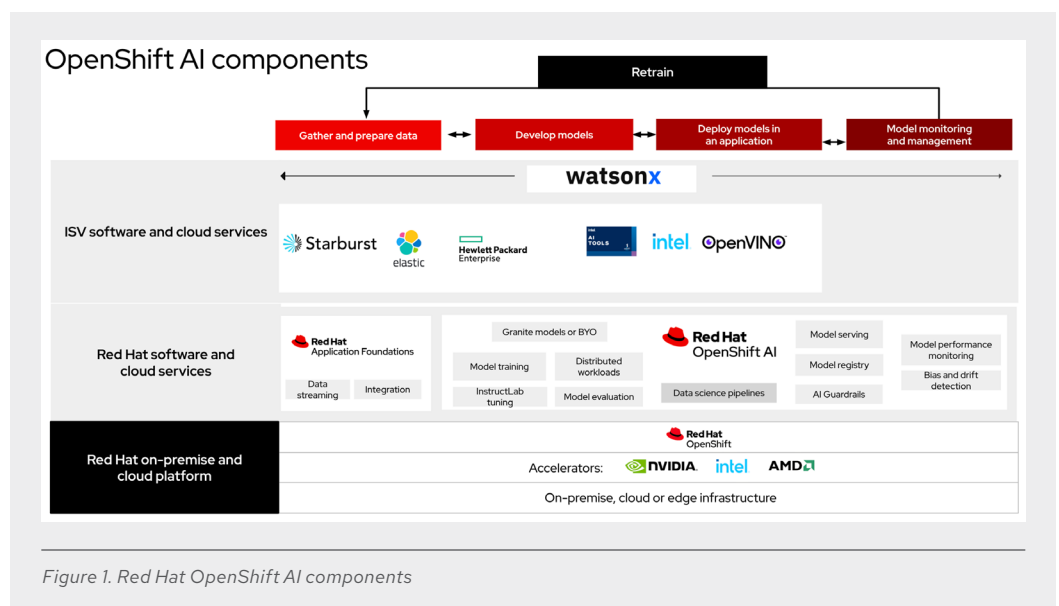 OpenShift AI components
Retrain
Gather and prepare data
Develop models
Deploy models in
an application
Model monitoring
and management
watsonx
ISV software and cloud services
Starburst
elastic
Hewlett Packard
Enterprise
intel
AI
TOOLS
intel
OpenVINO
Red Hat software and
cloud services
Red Hat
Application Foundations
Data
streaming
Integration
Granite models or BYO
Model training
Distributed
workloads
InstructLab
tuning
Model evaluation
Red Hat
OpenShift AI
Data science pipelines
Model serving
Model registry
AI Guardrails
Model performance
monitoring
Bias and drift
detection
Red Hat on-premise and
cloud platform
Red Hat
OpenShift
Accelerators:
NVIDIA.
intel
AMD
On-premise, cloud or edge infrastructure
Figure 1. Red Hat OpenShift AI components